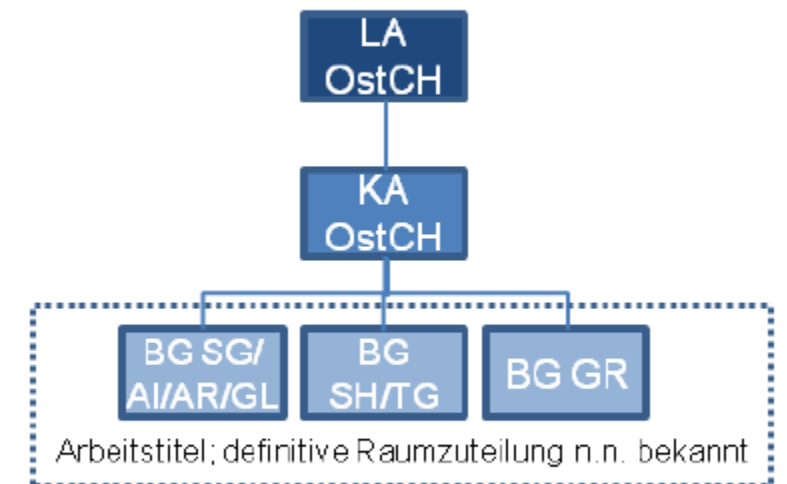 LA
OstCH
KA
OstCH
BG SG/
AI/AR/GL
BG
SH/TG
BG GR
Arbeitstitel; definitive Raumzuteilung n.n. bekannt